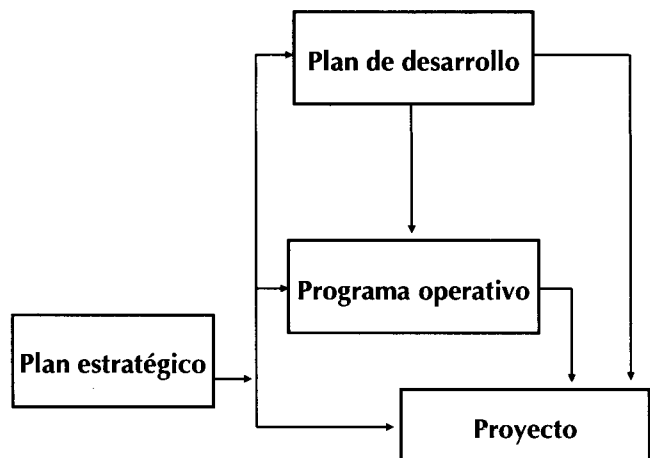 Plan de desarrollo
Programa operativo
Plan estratégico
Proyecto